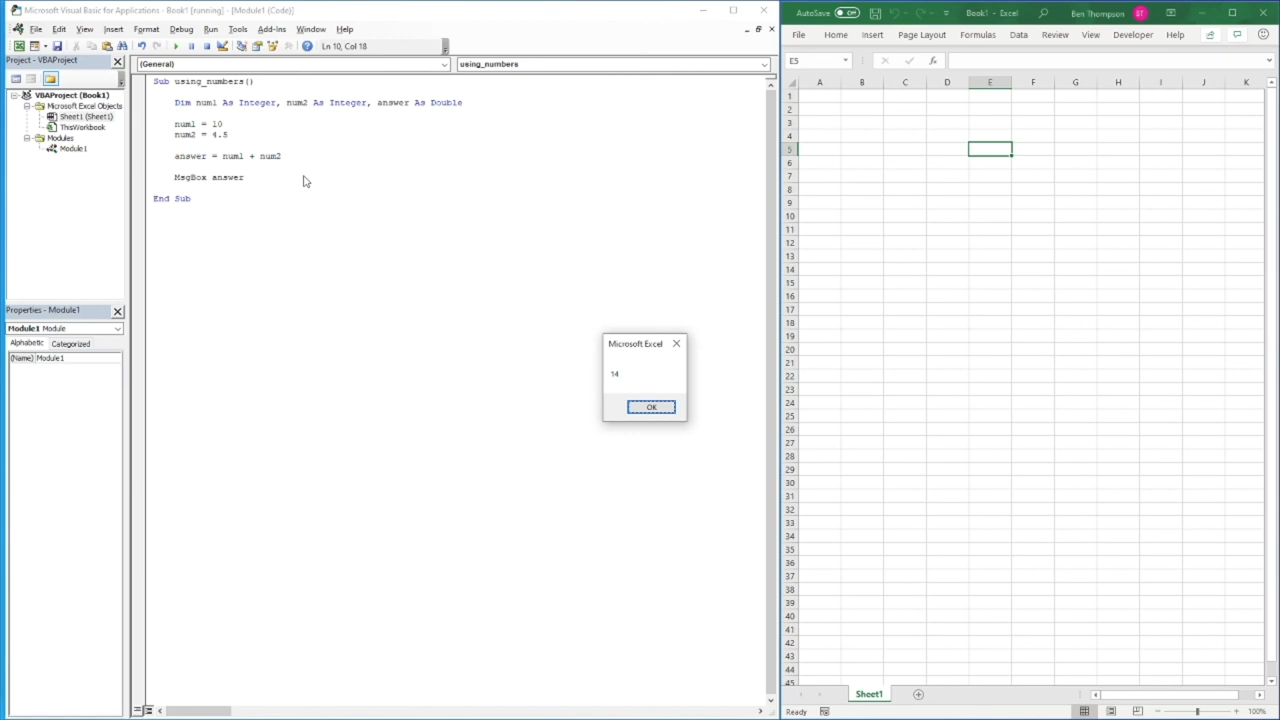 Microsoft Visual Basic for Applications - Book1 [running] - [Module1 (Code)]
File Edit View Insert Format Debug Run Tools Add-Ins Window Help
Ln 10, Col 18
Project - VBAProject
VBAProject (Book1)
Microsoft Excel Objects
Sheet1 (Sheet1)
ThisWorkbook
Modules
Module1
Properties - Module1
Module1 Module
Alphabetic Categorized
(Name) Module1
(General) using_numbers
Sub using_numbers()
Dim num1 As Integer, num2 As Integer, answer As Double
num1 = 10
num2 = 4.5
answer = num1 + num2
MsgBox answer
End Sub
Microsoft Excel
14
OK
AutoSave Off Book1 - Excel Ben Thompson BT
File Home Insert Page Layout Formulas Data Review View Developer Help
E5 fx
A B C D E F G H I J K
1
2
3
4
5
6
7
8
9
10
11
12
13
14
15
16
17
18
19
20
21
22
23
24
25
26
27
28
29
30
31
32
33
34
35
36
37
38
39
40
41
42
43
44
45
Sheet1
Ready 100%